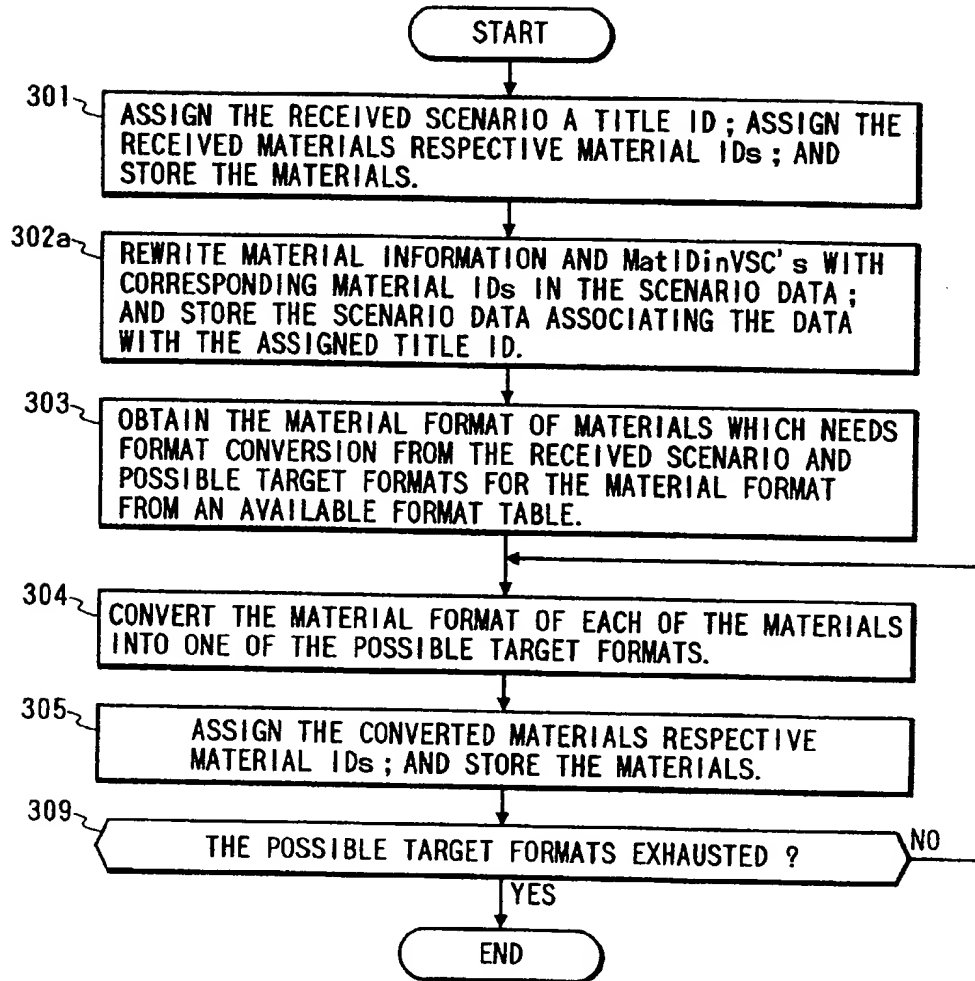 START
301
ASSIGN THE RECEIVED SCENARIO A TITLE ID; ASSIGN THE
RECEIVED MATERIALS RESPECTIVE MATERIAL IDs; AND
STORE THE MATERIALS.
302a
REWRITE MATERIAL INFORMATION AND MatIDinVSC's WITH
CORRESPONDING MATERIAL IDs IN THE SCENARIO DATA;
AND STORE THE SCENARIO DATA ASSOCIATING THE DATA
WITH THE ASSIGNED TITLE ID.
303
OBTAIN THE MATERIAL FORMAT OF MATERIALS WHICH NEEDS
FORMAT CONVERSION FROM THE RECEIVED SCENARIO AND
POSSIBLE TARGET FORMATS FOR THE MATERIAL FORMAT
FROM AN AVAILABLE FORMAT TABLE.
304
CONVERT THE MATERIAL FORMAT OF EACH OF THE MATERIALS
INTO ONE OF THE POSSIBLE TARGET FORMATS.
305
ASSIGN THE CONVERTED MATERIALS RESPECTIVE
MATERIAL IDs; AND STORE THE MATERIALS.
309
THE POSSIBLE TARGET FORMATS EXHAUSTED ?
NO
YES
END